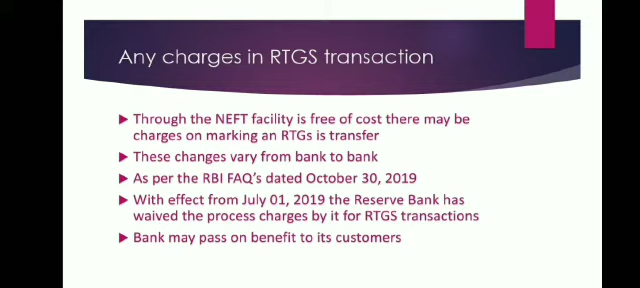 Any charges in RTGS transaction
Through the NEFT facility is free of cost there may be
charges on marking an RTGs is transfer
These changes vary from bank to bank
As per the RBI FAQ's dated October 30, 2019
With effect from July 01, 2019 the Reserve Bank has
waived the process charges by it for RTGS transactions
Bank may pass on benefit to its customers